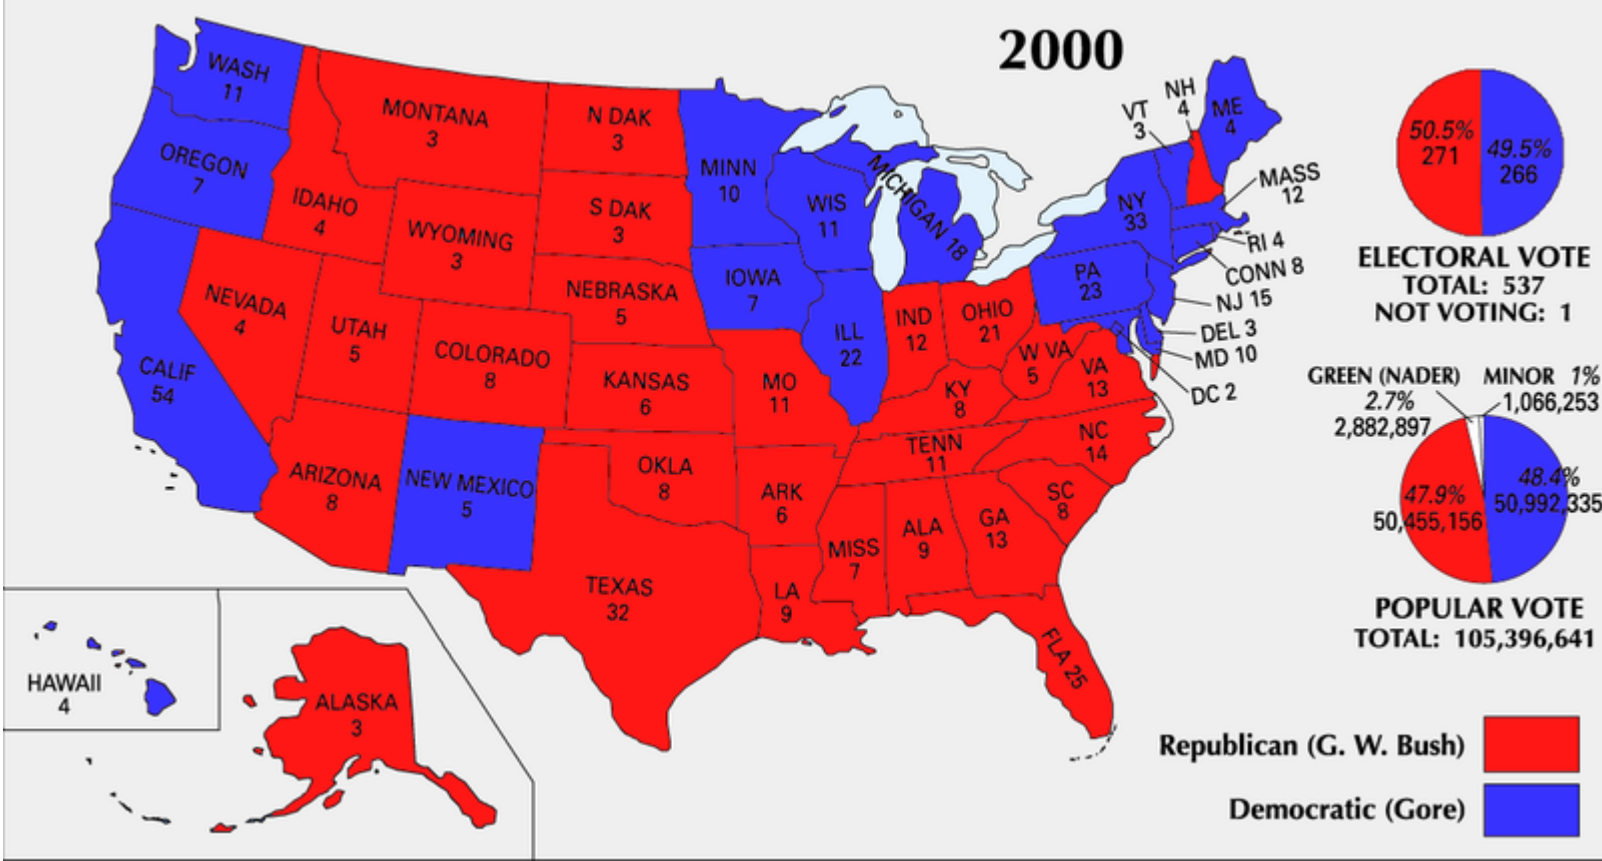 2000
WASH
11
OREGON
7
CALIF
54
NEVADA
4
IDAHO
4
MONTANA
3
WYOMING
3
UTAH
5
COLORADO
8
ARIZONA
8
NEW MEXICO
5
N DAK
3
S DAK
3
NEBRASKA
5
KANSAS
6
OKLA
8
TEXAS
32
MINN
10
IOWA
7
MO
11
ARK
6
LA
9
WIS
11
ILL
22
MICHIGAN 18
IND
12
OHIO
21
KY
8
TENN
11
MISS
7
ALA
9
GA
13
FLA 25
SC
8
NC
14
VA
13
W VA
5
PA
23
NY
33
VT
3
NH
4
ME
4
MASS
12
RI 4
CONN 8
NJ 15
DEL 3
MD 10
DC 2
HAWAII
4
ALASKA
3
50.5%
271
49.5%
266
ELECTORAL VOTE
TOTAL: 537
NOT VOTING: 1
GREEN (NADER)
2.7%
2,882,897
MINOR 1%
1,066,253
47.9%
50,455,156
48.4%
50,992,335
POPULAR VOTE
TOTAL: 105,396,641
Republican (G. W. Bush)
Democratic (Gore)